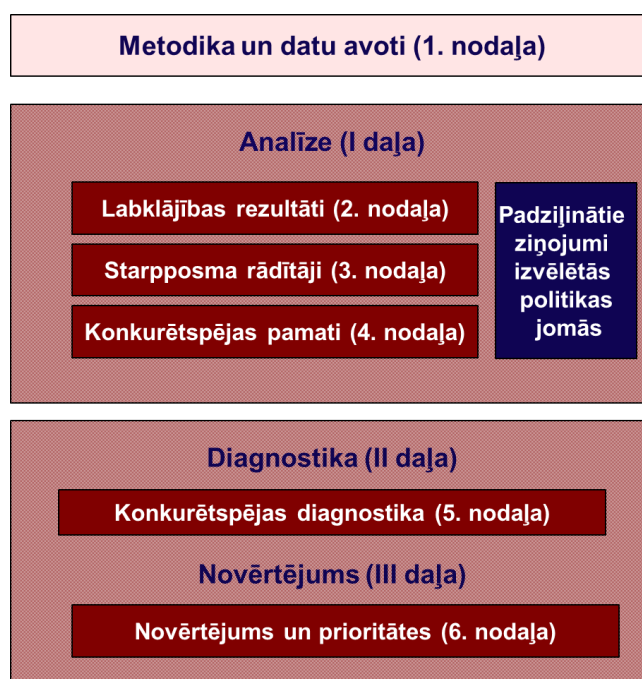 Metodika un datu avoti (1. nodaļa)
Analīze (I daļa)
Labklājības rezultāti (2. nodaļa)
Starpposma rādītāji (3. nodaļa)
Konkurētspējas pamati (4. nodaļa)
Padziļinātie
ziņojumi
izvēlētās
politikas
jomās
Diagnostika (II daļa)
Konkurētspējas diagnostika (5. nodaļa)
Novērtējums (III daļa)
Novērtējums un prioritātes (6. nodaļa)